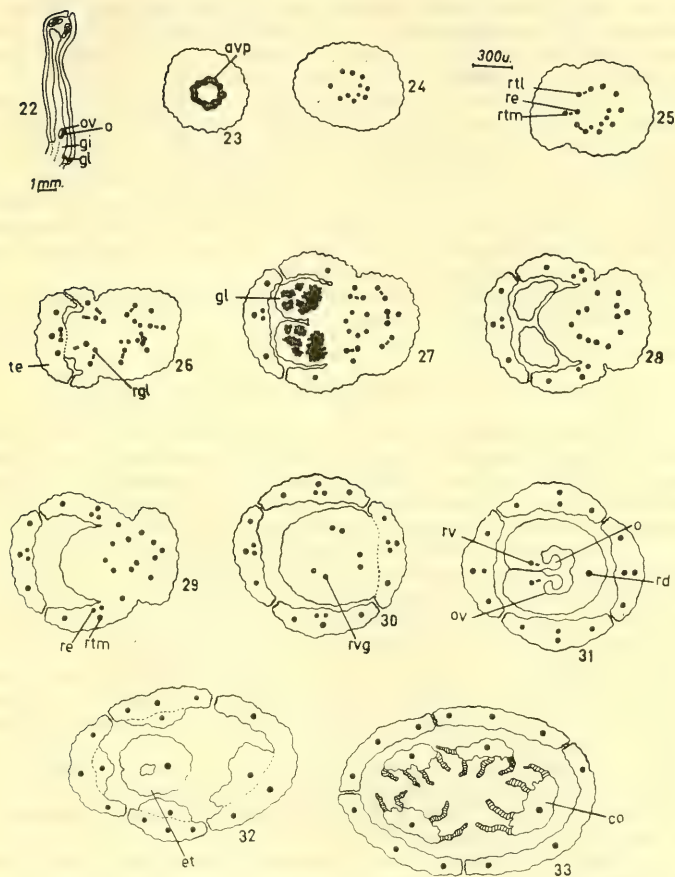 22
ov
o
gi
gl
1mm.
avp
23
24
300u.
rtl
re
rtm
25
te
rgl
26
gl
27
28
re
rtm
29
rvg
30
rv
o
ov
rd
31
et
32
co
33